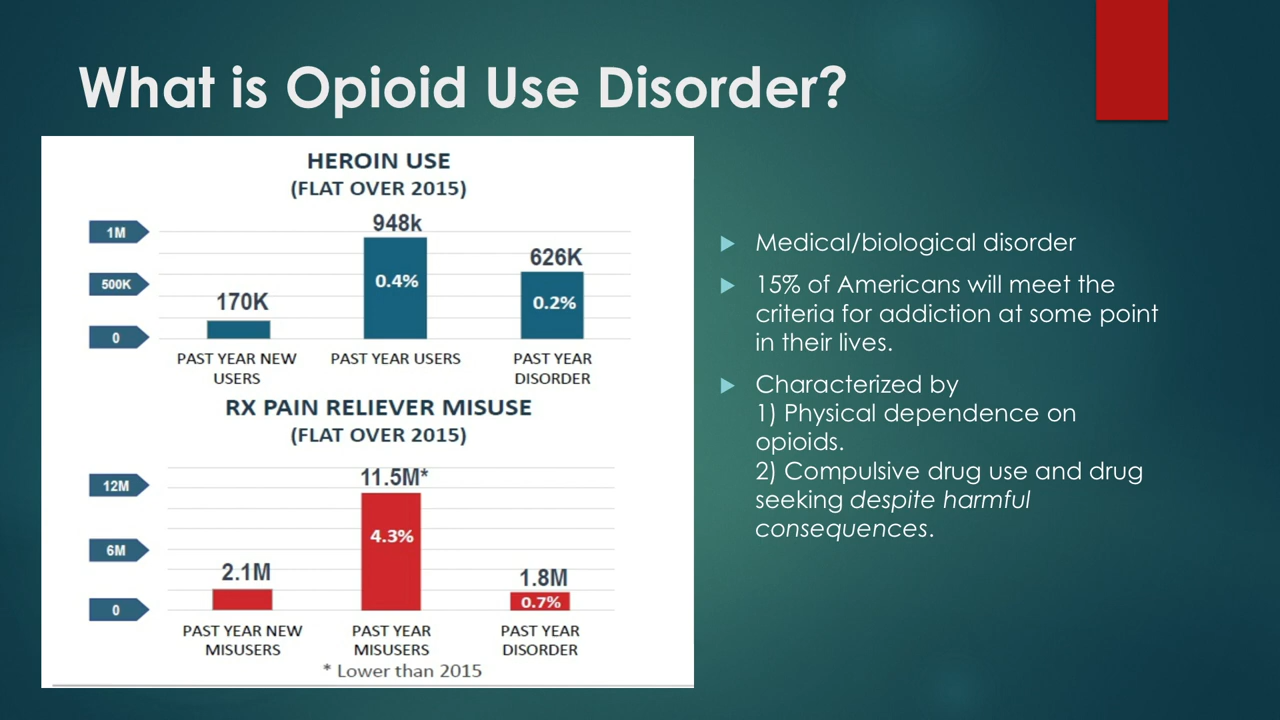 What is Opioid Use Disorder?
HEROIN USE
(FLAT OVER 2015)
1M
500K
0
170K
948k
0.4%
626K
0.2%
PAST YEAR NEW
USERS
PAST YEAR USERS
PAST YEAR
DISORDER
RX PAIN RELIEVER MISUSE
(FLAT OVER 2015)
12M
6M
0
2.1M
11.5M*
4.3%
1.8M
0.7%
PAST YEAR NEW
MISUSERS
PAST YEAR
MISUSERS
PAST YEAR
DISORDER
* Lower than 2015
Medical/biological disorder
15% of Americans will meet the
criteria for addiction at some point
in their lives.
Characterized by
1) Physical dependence on
opioids.
2) Compulsive drug use and drug
seeking despite harmful
consequences.